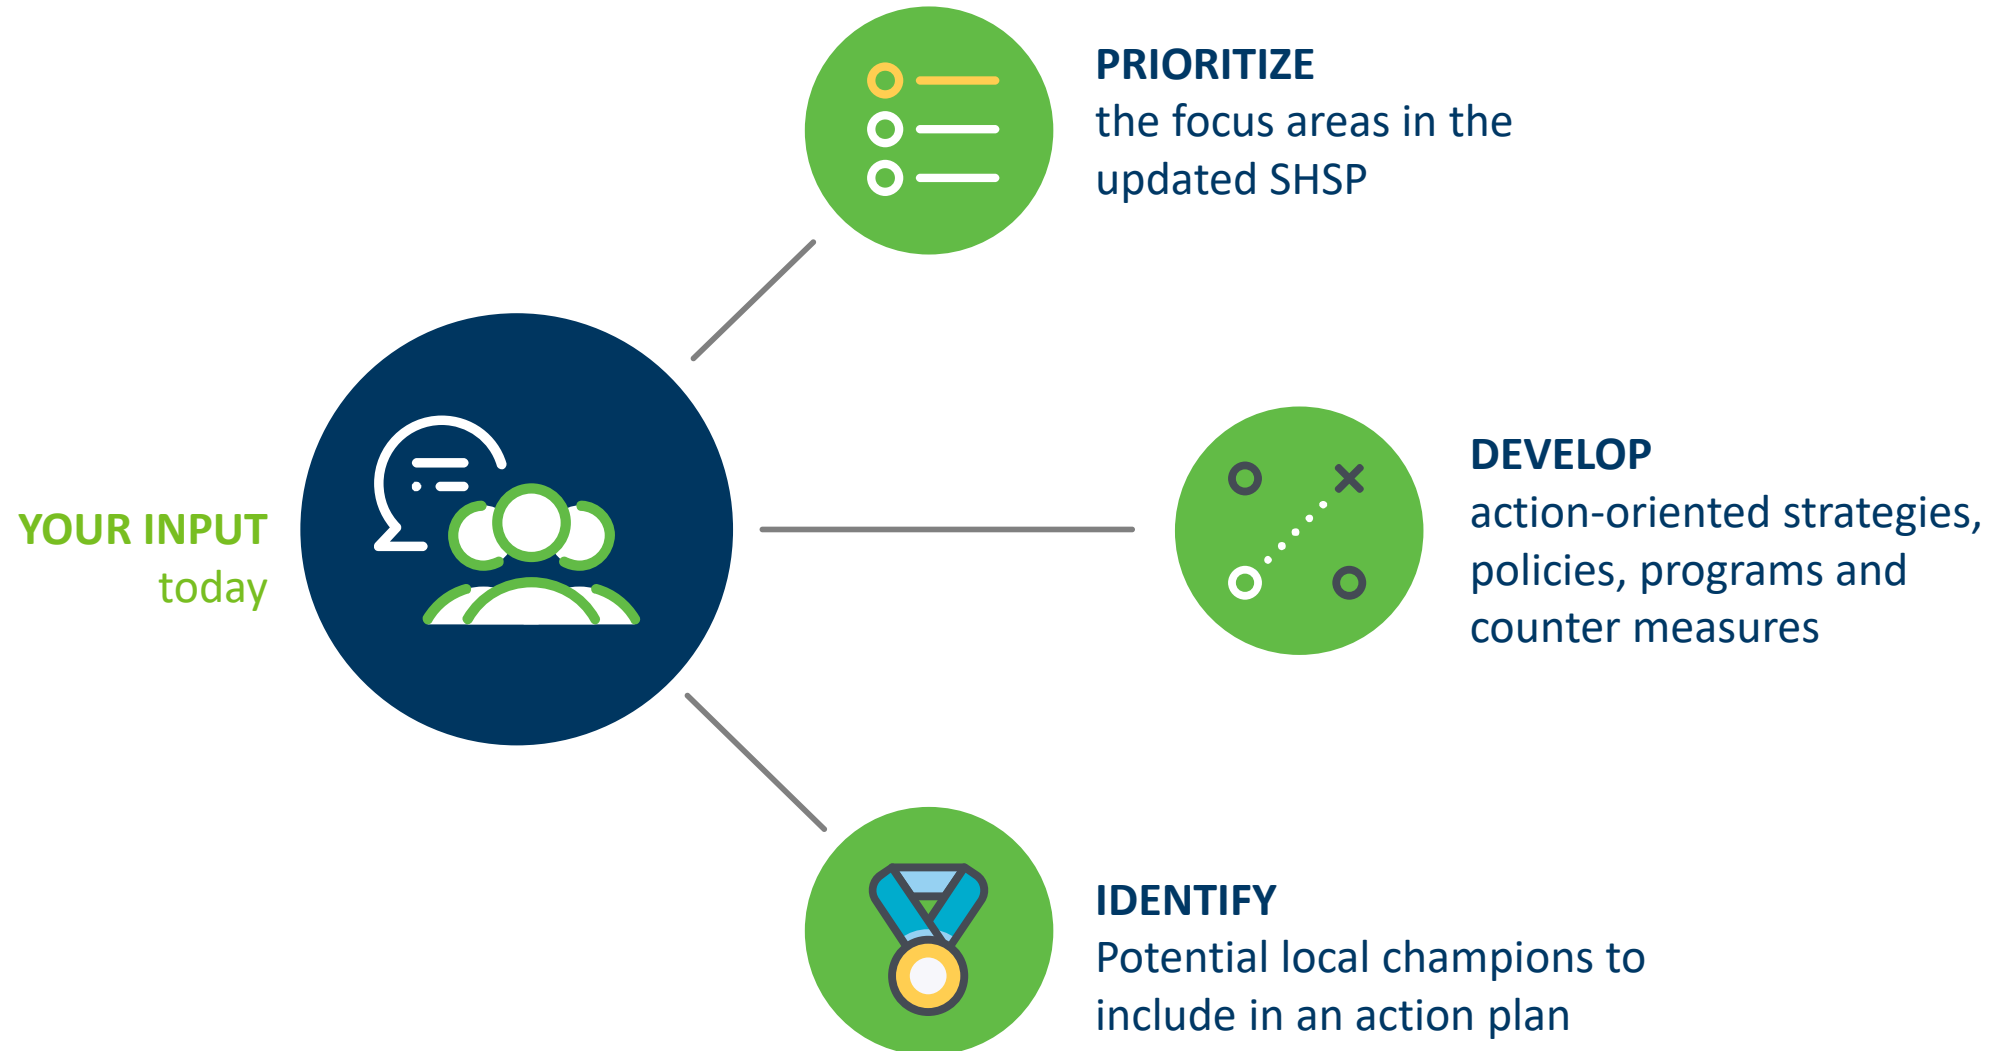 PRIORITIZE
the focus areas in the
updated SHSP
YOUR INPUT
today
DEVELOP
action-oriented strategies,
policies, programs and
counter measures
IDENTIFY
Potential local champions to
include in an action plan